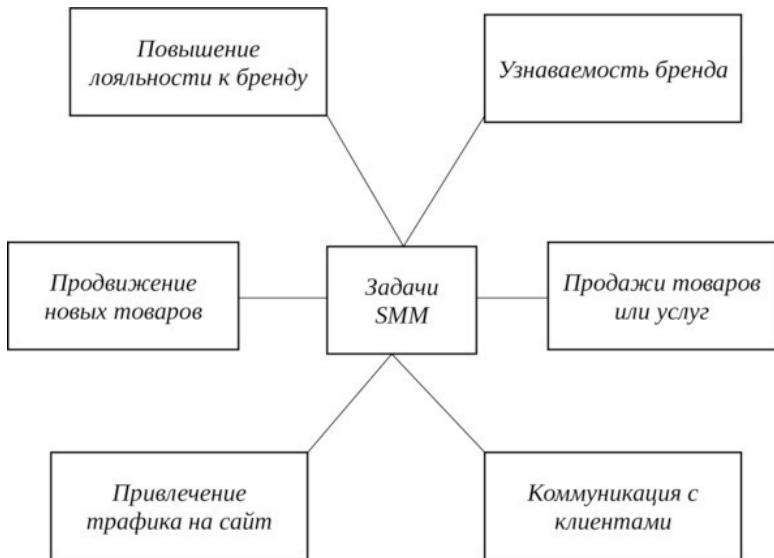 Повышение
лояльности к бренду
Узнаваемость бренда
Продвижение
новых товаров
Задачи
SMM
Продажи товаров
или услуг
Привлечение
трафика на сайт
Коммуникация с
клиентами